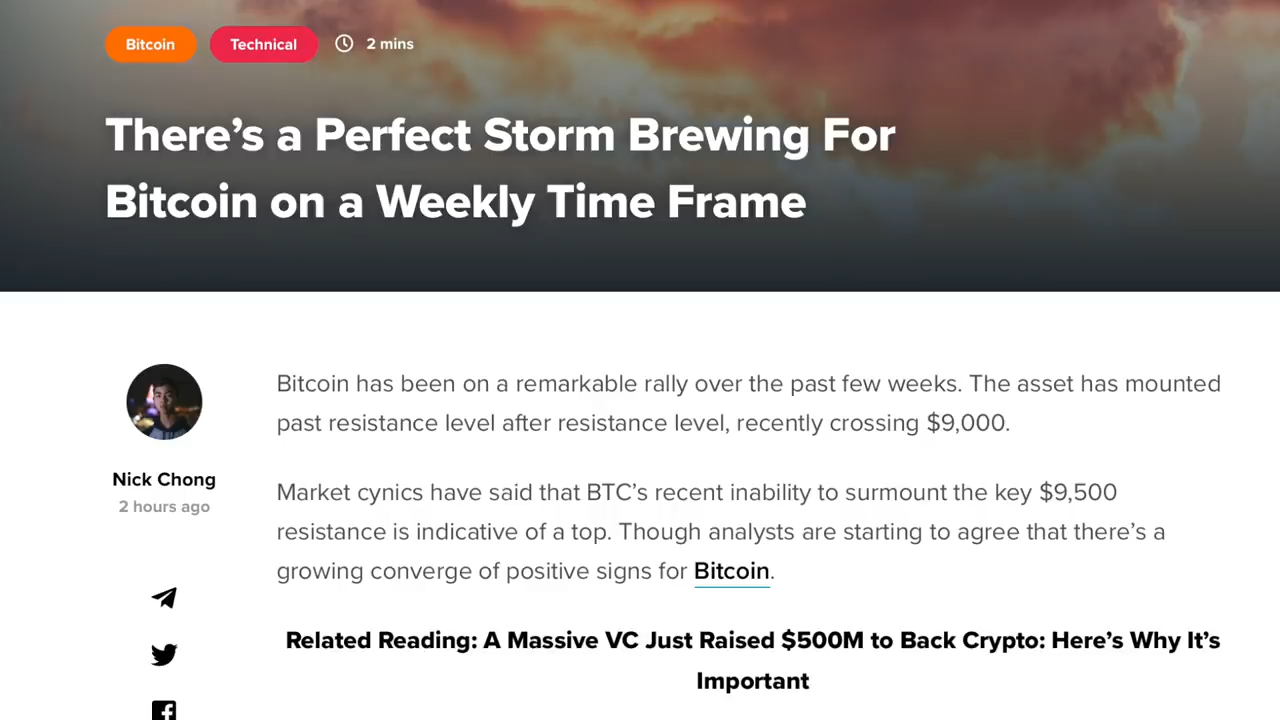 Bitcoin
Technical
2 mins
There's a Perfect Storm Brewing For
Bitcoin on a Weekly Time Frame
Nick Chong
2 hours ago
Bitcoin has been on a remarkable rally over the past few weeks. The asset has mounted
past resistance level after resistance level, recently crossing $9,000.
Market cynics have said that BTC's recent inability to surmount the key $9,500
resistance is indicative of a top. Though analysts are starting to agree that there's a
growing converge of positive signs for Bitcoin.
Related Reading: A Massive VC Just Raised $500M to Back Crypto: Here's Why It's
Important